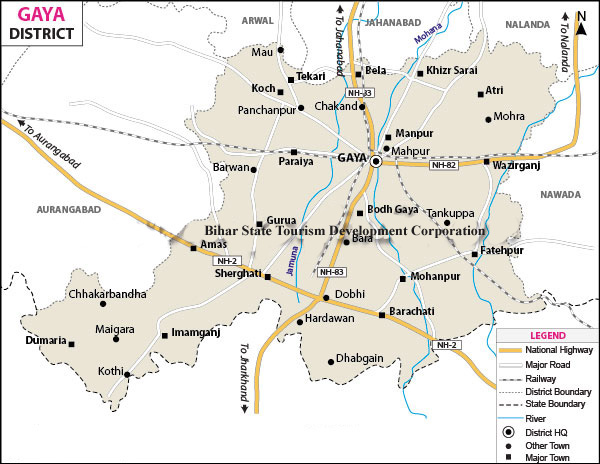 GAYA
DISTRICT
ARWAL
To Jahanabad
JAHANABAD
Mohana
NALANDA
To Nalanda
N
Mau
Tekari
Bela
Khizr Sarai
Koch
NH-83
Atri
Panchanpur
Chakand
Mohra
To Aurangabad
Manpur
Paraiya
GAYA
Mahpur
Barwan
NH-82
Wazirganj
NAWADA
AURANGABAD
Gurua
Bodh Gaya
Tankuppa
Bihar State Tourism Development Corporation
Amas
Bara
Fatehpur
NH-2
Jamuna
Sherghati
NH-83
Mohanpur
Chhakarbandha
Dobhi
Maigara
Imamganj
Hardawan
Barachati
Dumaria
NH-2
Kothi
To Jharkhand
Dhabgain
LEGEND
National Highway
Major Road
Railway
District Boundary
State Boundary
River
District HQ
Other Town
Major Town